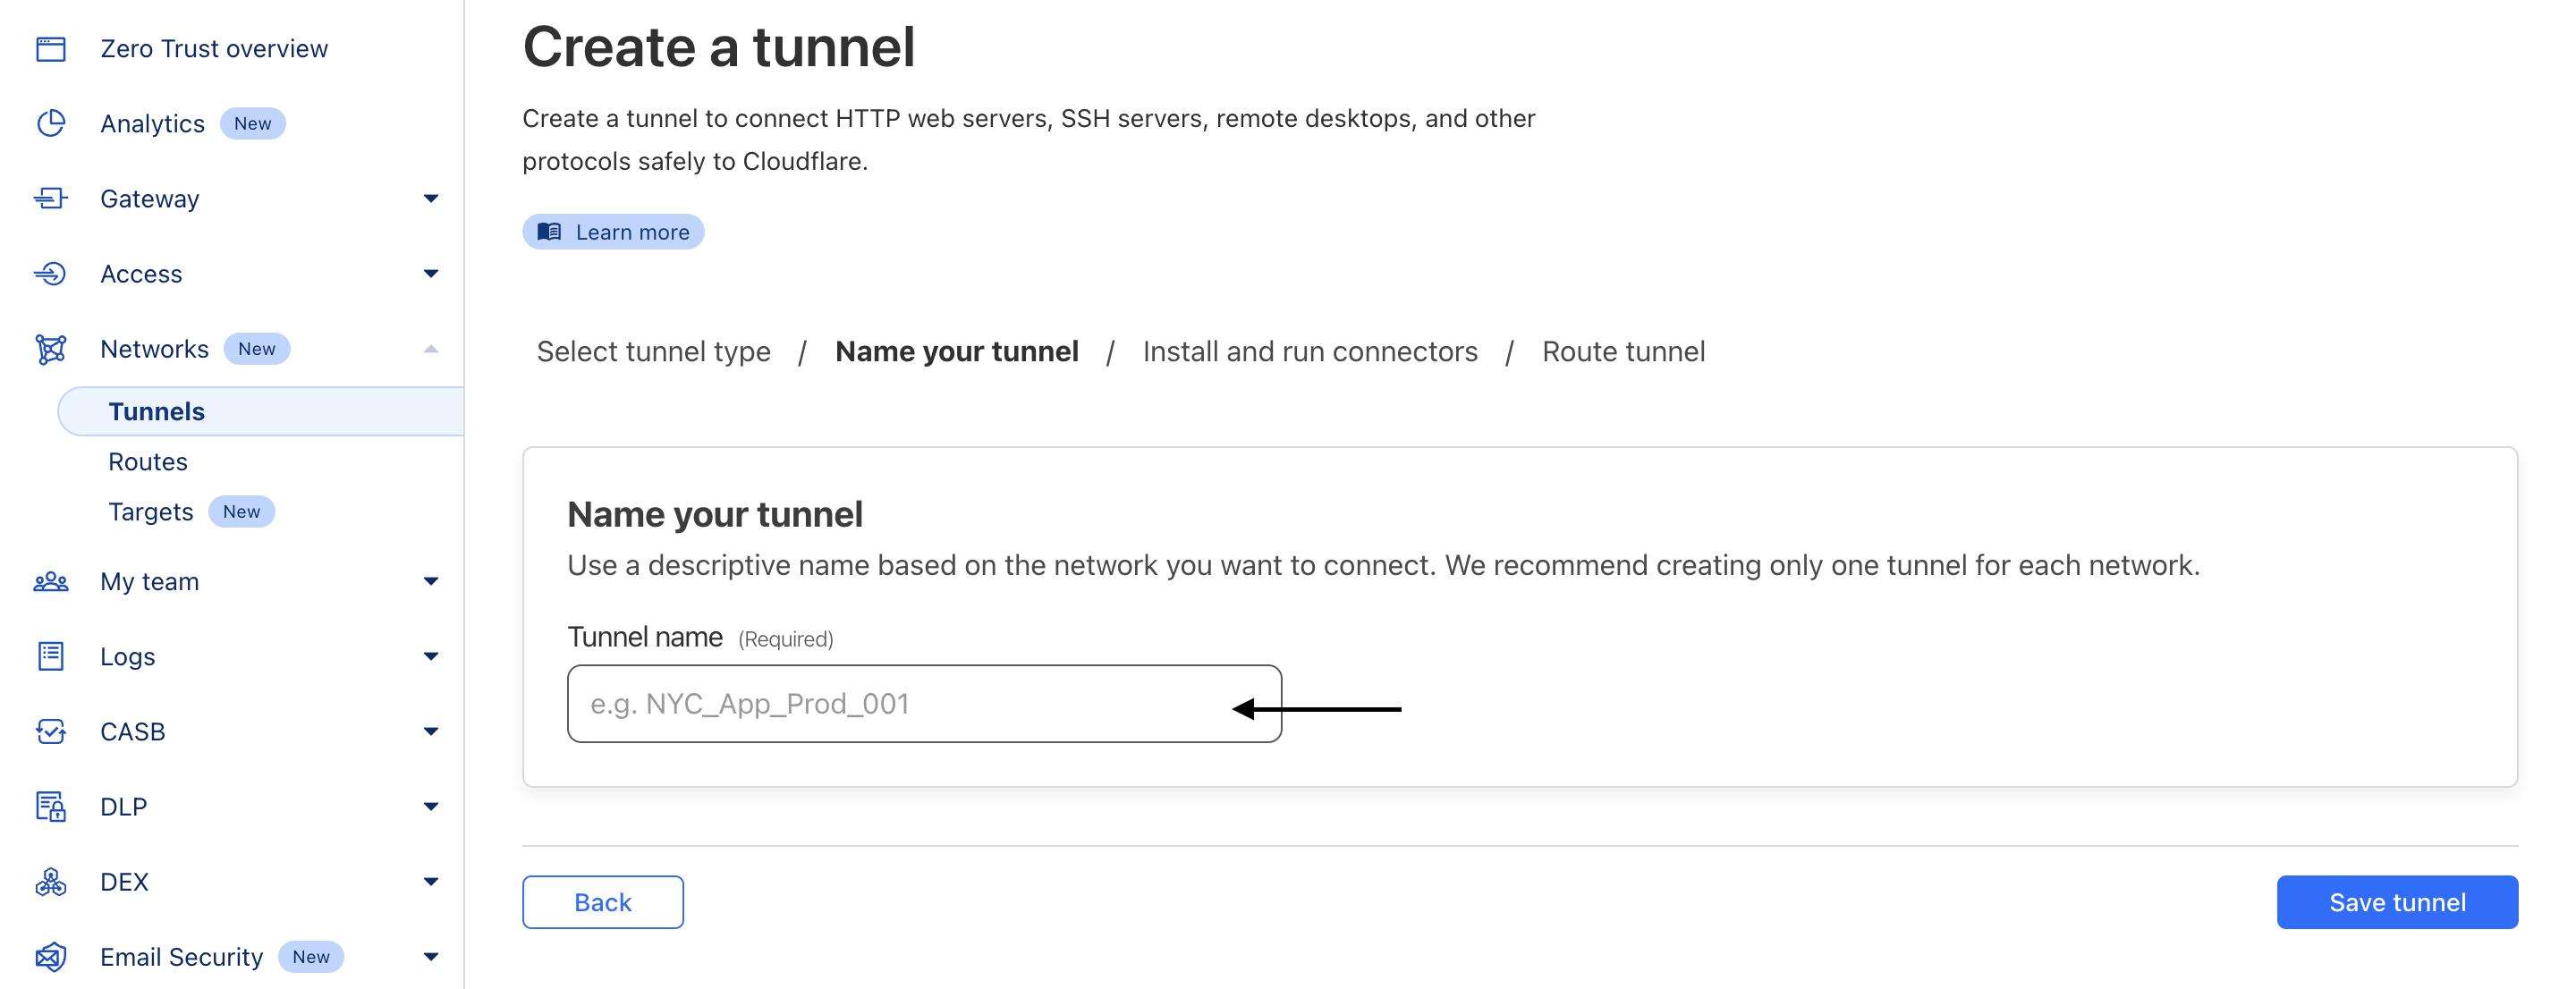 Zero Trust overview
Analytics New
Gateway
Access
Networks New
Tunnels
Routes
Targets New
My team
Logs
CASB
DLP
DEX
Email Security New
Create a tunnel
Create a tunnel to connect HTTP web servers, SSH servers, remote desktops, and other
protocols safely to Cloudflare.
Learn more
Select tunnel type / Name your tunnel / Install and run connectors / Route tunnel
Name your tunnel
Use a descriptive name based on the network you want to connect. We recommend creating only one tunnel for each network.
Tunnel name (Required)
e.g. NYC_App_Prod_001
Back
Save tunnel